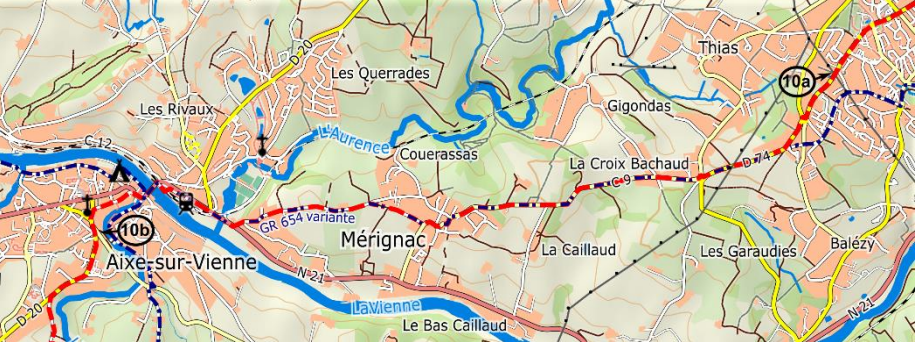 D 20
Thias
Les Querrades
10a
Les Rivaux
Gigondas
C 12
L'Aurence
Couerassas
La Croix Bachaud
D 74
C 9
GR 654 variante
10b
Mérignac
Aixe-sur-Vienne
La Caillaud
Les Garaudies
Balézy
N 21
D 20
La Vienne
N 21
Le Bas Caillaud